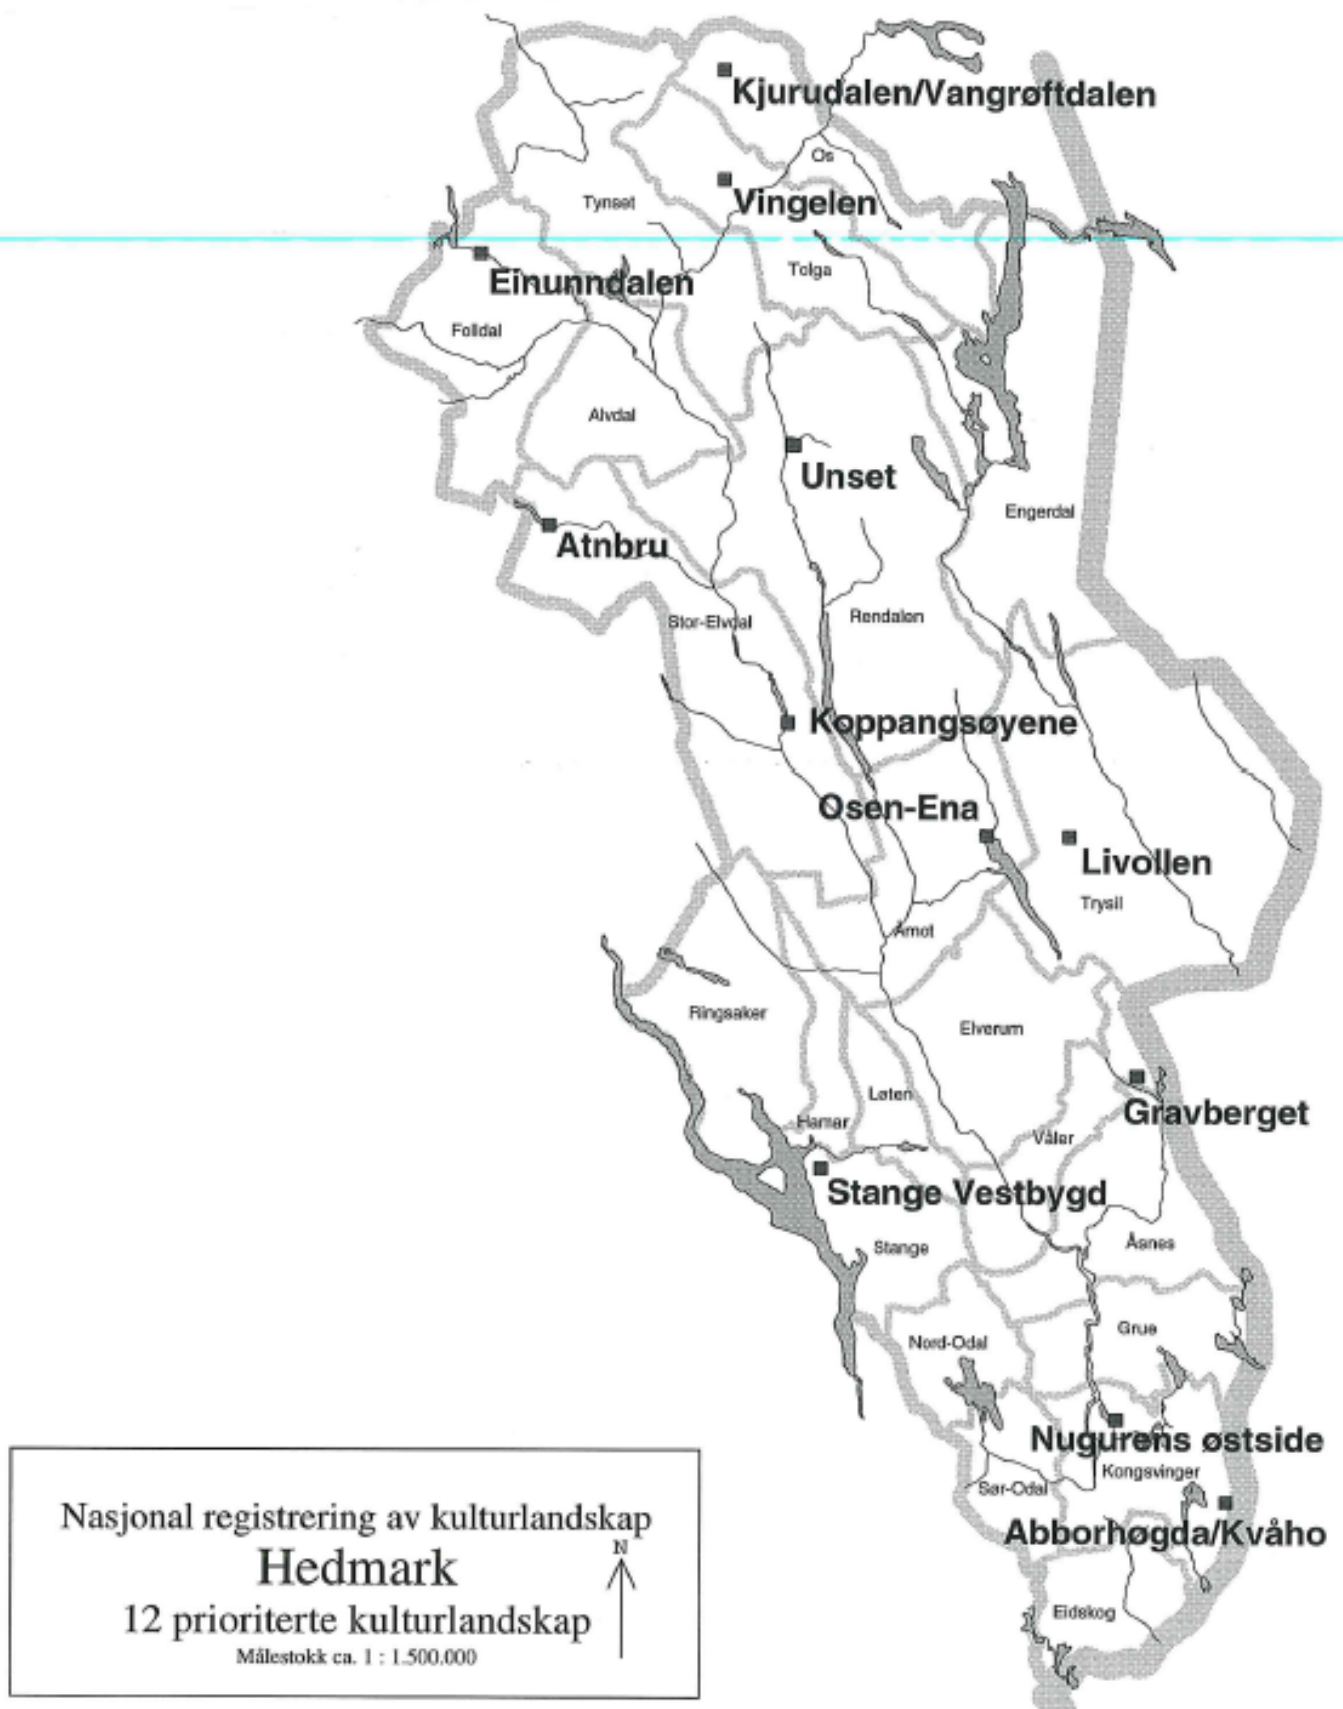 Kjurudalen/Vangrøftdalen
Os
Vingelen
Tynset
Tolga
Einunndalen
Folldal
Alvdal
Unset
Engerdal
Atnbru
Rendalen
Stor-Elvdal
Koppangsøyene
Osen-Ena
Livollen
Trysil
Åmot
Ringsaker
Elverum
Løten
Gravberget
Hamar
Våler
Stange Vestbygd
Åsnes
Stange
Grue
Nord-Odal
Nugurens østside
Kongsvinger
Sør-Odal
Abborhøgda/Kvåho
Eidskog
Nasjonal registrering av kulturlandskap
N
Hedmark
12 prioriterte kulturlandskap
Målestokk ca. 1 : 1.500.000